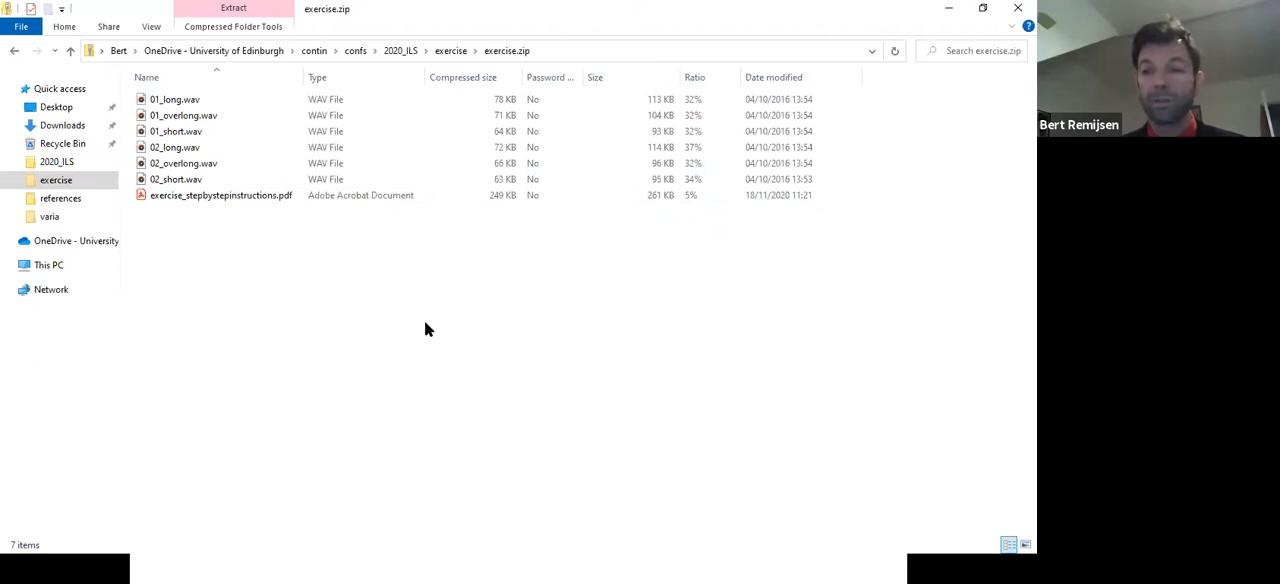 Extract
exercise.zip
File Home Share View Compressed Folder Tools
Bert OneDrive - University of Edinburgh contin confs 2020_ILS exercise exercise.zip
Search exercise.zip
Name Type Compressed size Password ... Size Ratio Date modified
Quick access
Desktop
Downloads
Recycle Bin
2020_ILS
exercise
references
varia
OneDrive - University
This PC
Network
01_long.wav WAV File 78 KB No 113 KB 32% 04/10/2016 13:54
01_overlong.wav WAV File 71 KB No 104 KB 32% 04/10/2016 13:54
01_short.wav WAV File 64 KB No 93 KB 32% 04/10/2016 13:54
02_long.wav WAV File 72 KB No 114 KB 37% 04/10/2016 13:54
02_overlong.wav WAV File 66 KB No 96 KB 32% 04/10/2016 13:54
02_short.wav WAV File 63 KB No 95 KB 34% 04/10/2016 13:53
exercise_stepbystepinstructions.pdf Adobe Acrobat Document 249 KB No 261 KB 5% 18/11/2020 11:21
7 items
Bert Remijsen